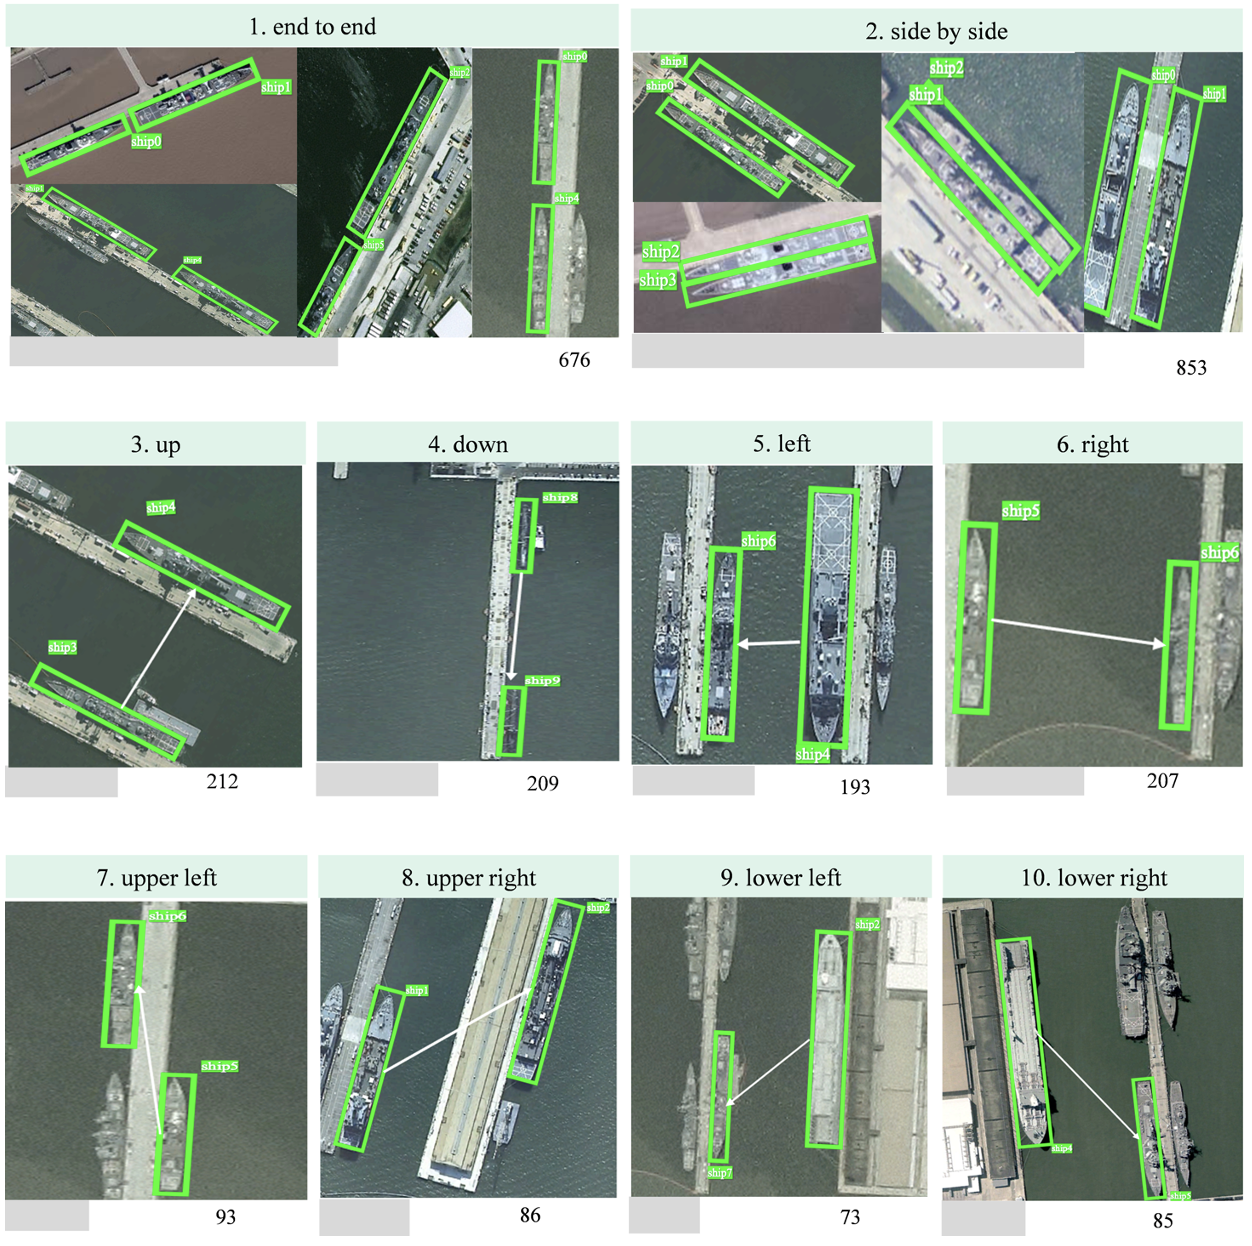 1. end to end
2. side by side
ship1
ship0
ship2
ship0
ship1
ship0
ship2
ship1
ship0
ship1
ship1
ship4
ship5
ship4
ship2
ship3
676
853
3. up
4. down
5. left
6. right
ship4
ship8
ship6
ship5
ship6
ship3
ship9
ship4
212
209
193
207
7. upper left
8. upper right
9. lower left
10. lower right
ship6
ship2
ship2
ship1
ship5
ship7
ship4
ship5
93
86
73
85